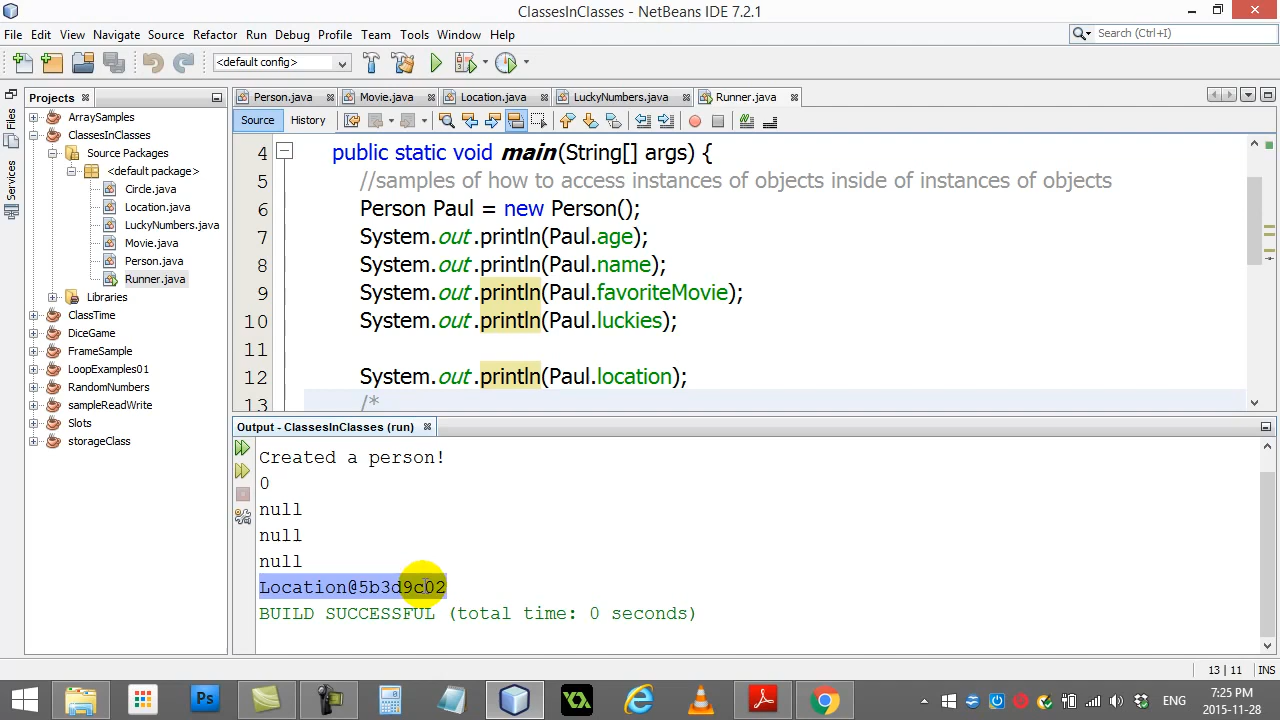 ClassesInClasses - NetBeans IDE 7.2.1
File Edit View Navigate Source Refactor Run Debug Profile Team Tools Window Help
Search (Ctrl+I)
<default config>
Files
Services
Projects
ArraySamples
ClassesInClasses
Source Packages
<default package>
Circle.java
Location.java
LuckyNumbers.java
Movie.java
Person.java
Runner.java
Libraries
ClassTime
DiceGame
FrameSample
LoopExamples01
RandomNumbers
sampleReadWrite
Slots
storageClass
Person.java Movie.java Location.java LuckyNumbers.java Runner.java
Source History
4 public static void main(String[] args) {
5 //samples of how to access instances of objects inside of instances of objects
6 Person Paul = new Person();
7 System.out.println(Paul.age);
8 System.out.println(Paul.name);
9 System.out.println(Paul.favoriteMovie);
10 System.out.println(Paul.luckies);
11
12 System.out.println(Paul.location);
13 /*
Output - ClassesInClasses (run)
Created a person!
0
null
null
null
Location@5b3d9c02
BUILD SUCCESSFUL (total time: 0 seconds)
13 | 11 INS
Ps
ENG
7:25 PM
2015-11-28